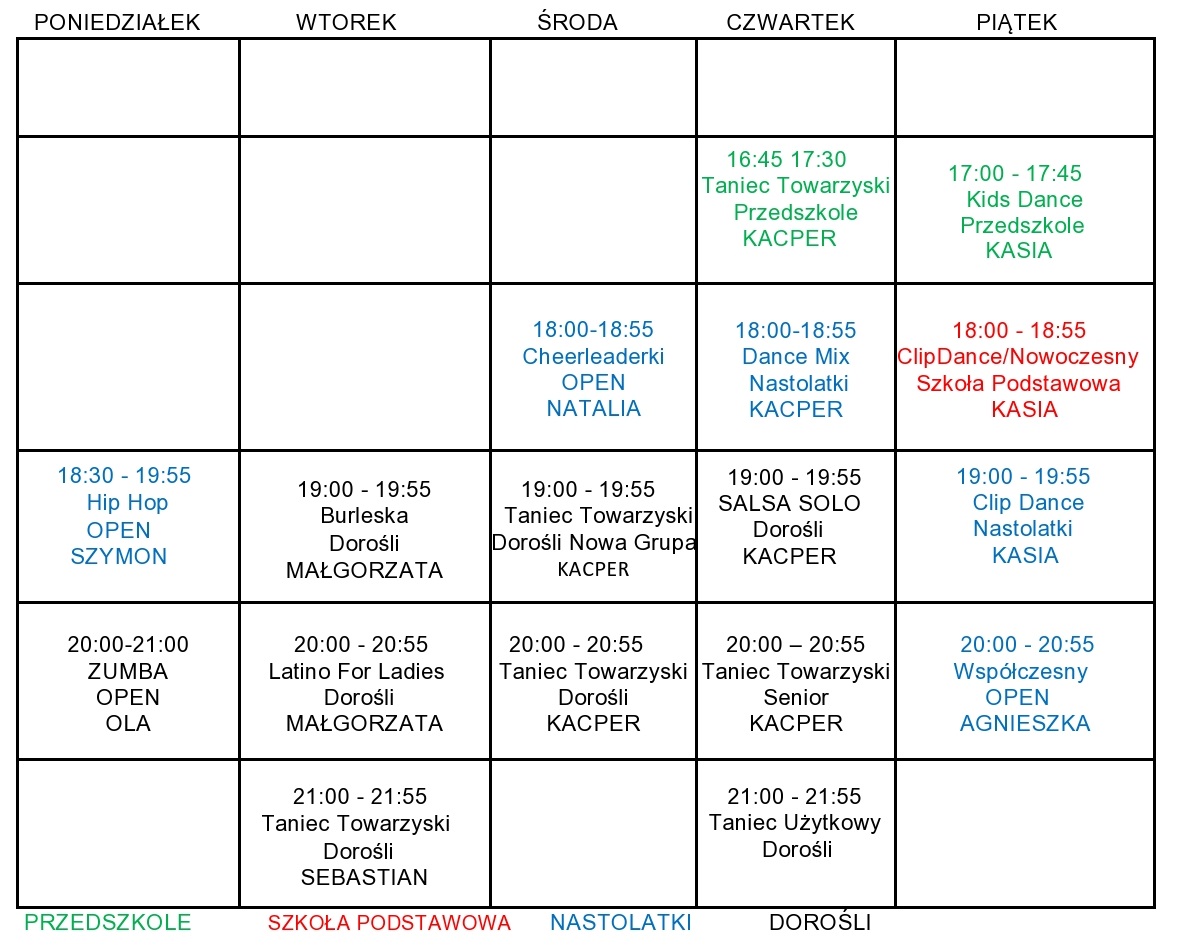 PONIEDZIAŁEK WTOREK ŚRODA CZWARTEK PIĄTEK
16:45 17:30
Taniec Towarzyski
Przedszkole
KACPER
17:00 - 17:45
Kids Dance
Przedszkole
KASIA
18:00-18:55
Cheerleaderki
OPEN
NATALIA
18:00-18:55
Dance Mix
Nastolatki
KACPER
18:00 - 18:55
ClipDance/Nowoczesny
Szkoła Podstawowa
KASIA
18:30 - 19:55
Hip Hop
OPEN
SZYMON
19:00 - 19:55
Burleska
Dorośli
MAŁGORZATA
19:00 - 19:55
Taniec Towarzyski
Dorośli Nowa Grupa
KACPER
19:00 - 19:55
SALSA SOLO
Dorośli
KACPER
19:00 - 19:55
Clip Dance
Nastolatki
KASIA
20:00-21:00
ZUMBA
OPEN
OLA
20:00 - 20:55
Latino For Ladies
Dorośli
MAŁGORZATA
20:00 - 20:55
Taniec Towarzyski
Dorośli
KACPER
20:00 – 20:55
Taniec Towarzyski
Senior
KACPER
20:00 - 20:55
Współczesny
OPEN
AGNIESZKA
21:00 - 21:55
Taniec Towarzyski
Dorośli
SEBASTIAN
21:00 - 21:55
Taniec Użytkowy
Dorośli
PRZEDSZKOLE SZKOŁA PODSTAWOWA NASTOLATKI DOROŚLI